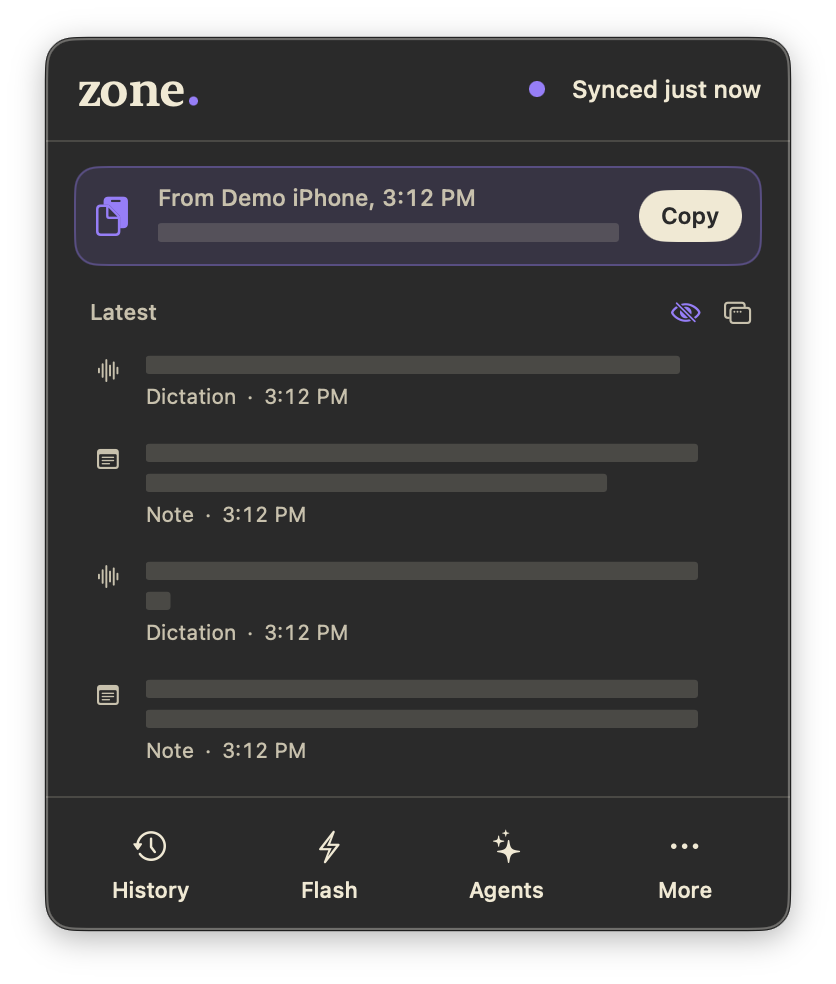 zone.
Synced just now
From Demo iPhone, 3:12 PM
Copy
Latest
Dictation · 3:12 PM
Note · 3:12 PM
Dictation · 3:12 PM
Note · 3:12 PM
History
Flash
Agents
More